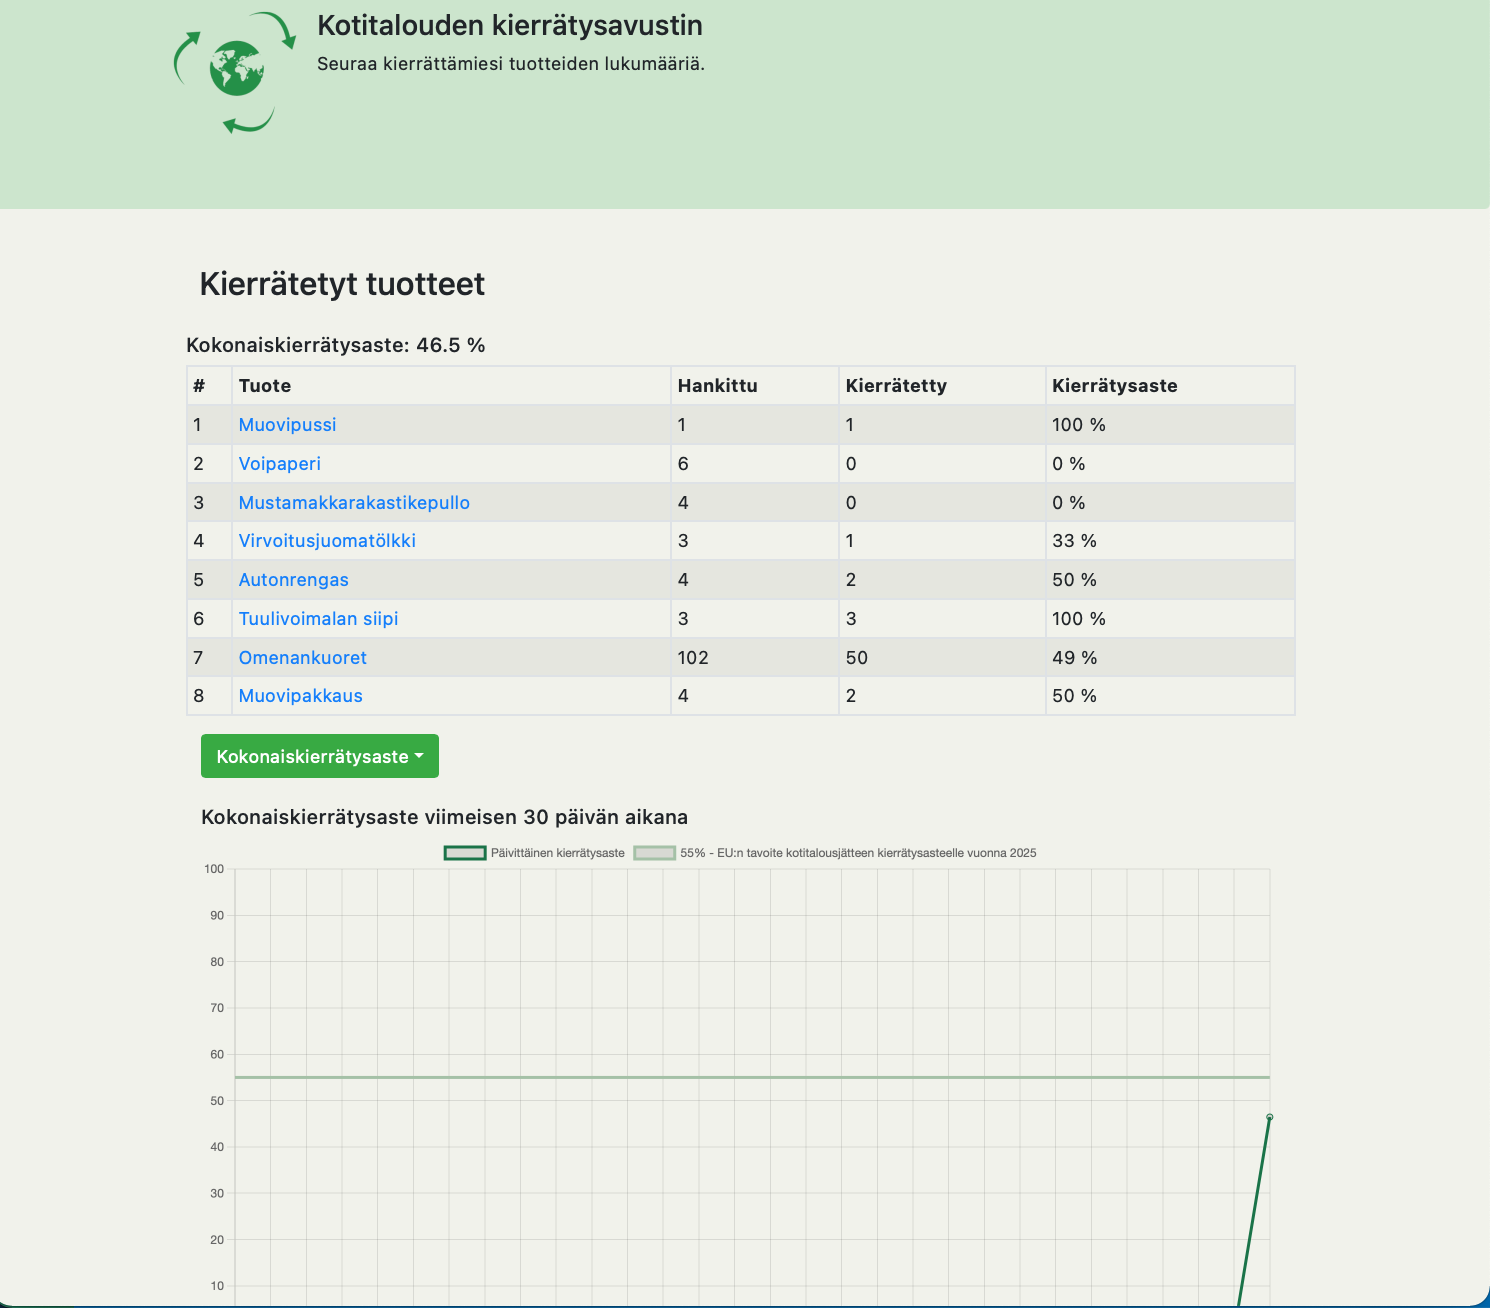 Kotitalouden kierrätysavustin
Seuraa kierrättämiesi tuotteiden lukumääriä.
Kierrätetyt tuotteet
Kokonaiskierrätysaste: 46.5 %
# Tuote Hankittu Kierrätetty Kierrätysaste
1 Muovipussi 1 1 100 %
2 Voipaperi 6 0 0 %
3 Mustamakkarakastikepullo 4 0 0 %
4 Virvoitusjuomatölkki 3 1 33 %
5 Autonrengas 4 2 50 %
6 Tuulivoimalan siipi 3 3 100 %
7 Omenankuoret 102 50 49 %
8 Muovipakkaus 4 2 50 %
Kokonaiskierrätysaste
Kokonaiskierrätysaste viimeisen 30 päivän aikana
Päivittäinen kierrätysaste 55% - EU:n tavoite kotitalousjätteen kierrätysasteelle vuonna 2025
100
90
80
70
60
50
40
30
20
10